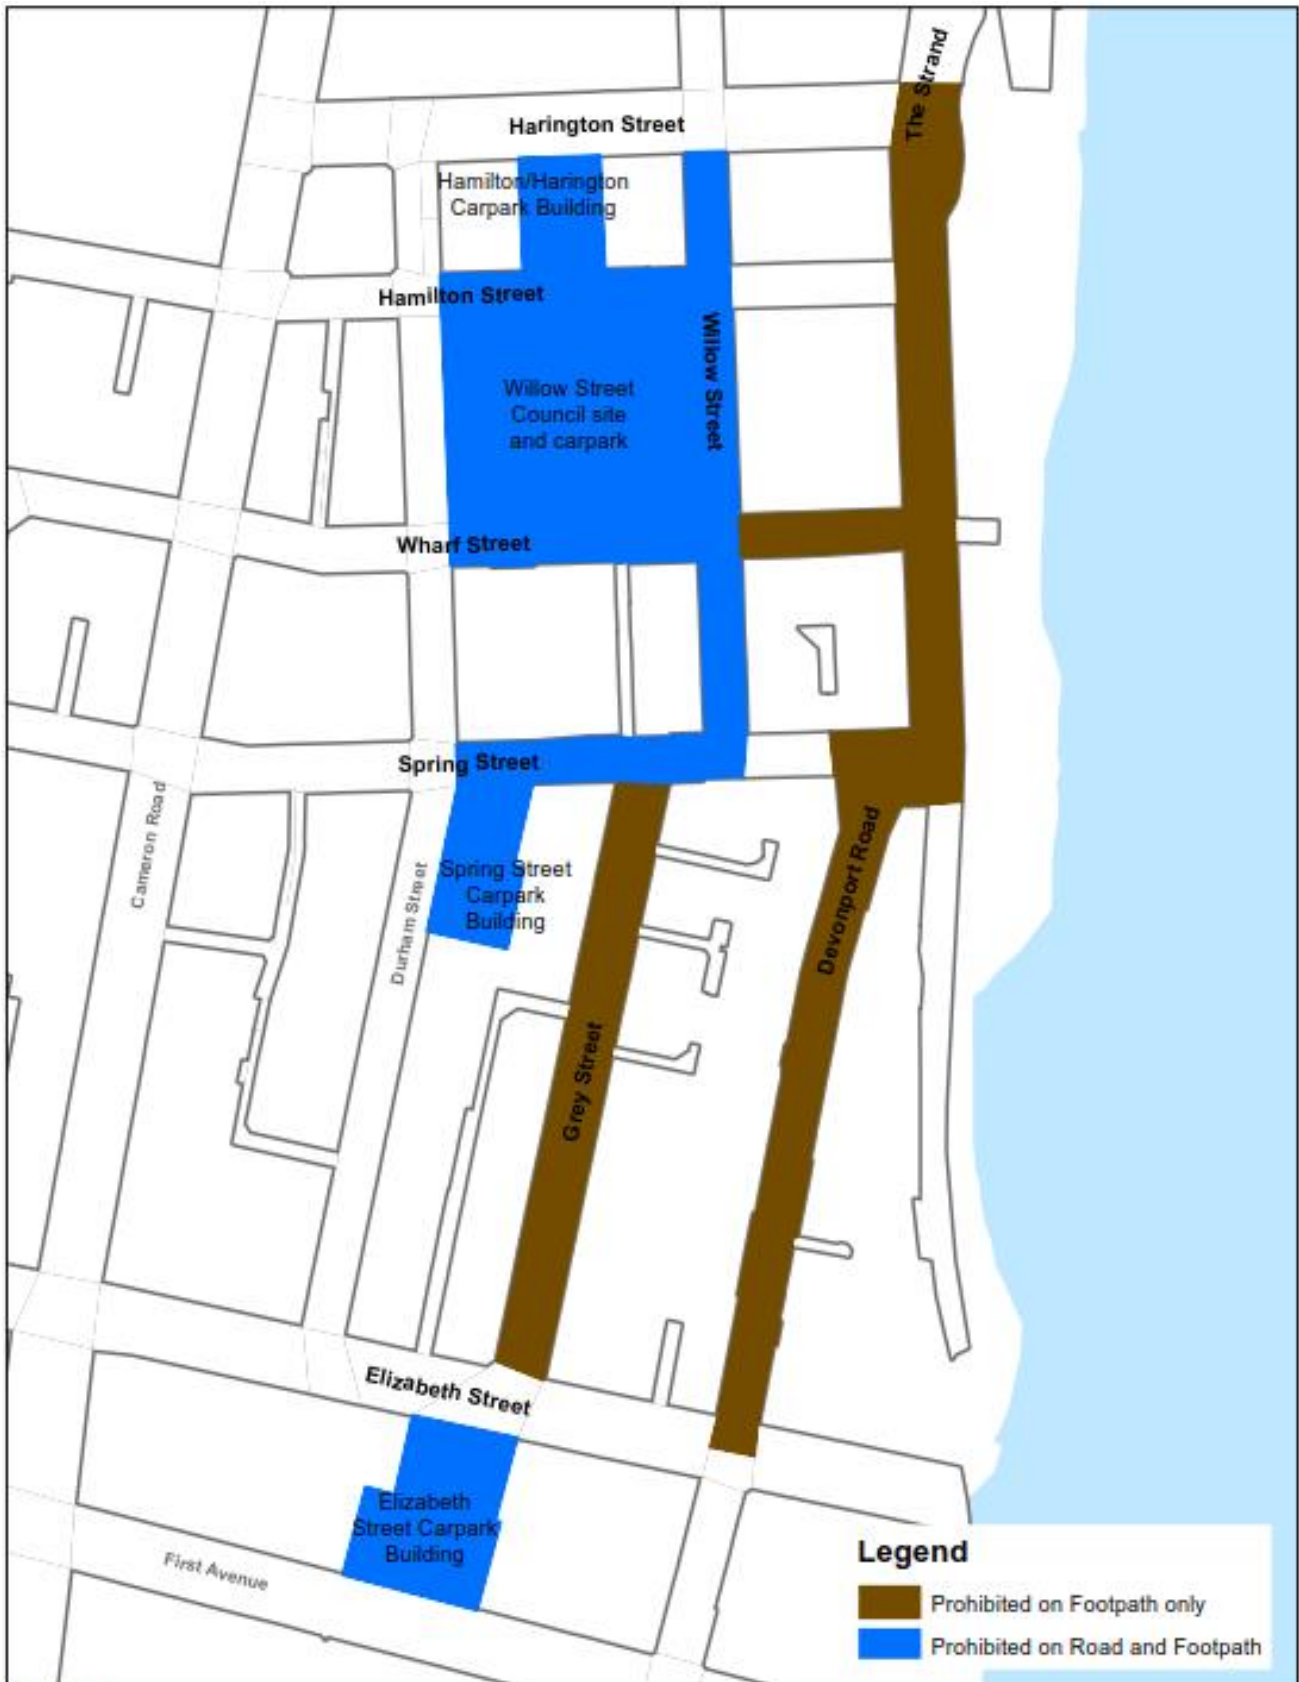 The Strand
Harington Street
Hamilton/Harington
Carpark Building
Hamilton Street
Willow Street
Willow Street
Council site
and carpark
Wharf Street
Spring Street
Cameron Road
Durham Street
Spring Street
Carpark
Building
Devonport Road
Grey Street
Elizabeth Street
Elizabeth
Street Carpark
Building
First Avenue
Legend
Prohibited on Footpath only
Prohibited on Road and Footpath